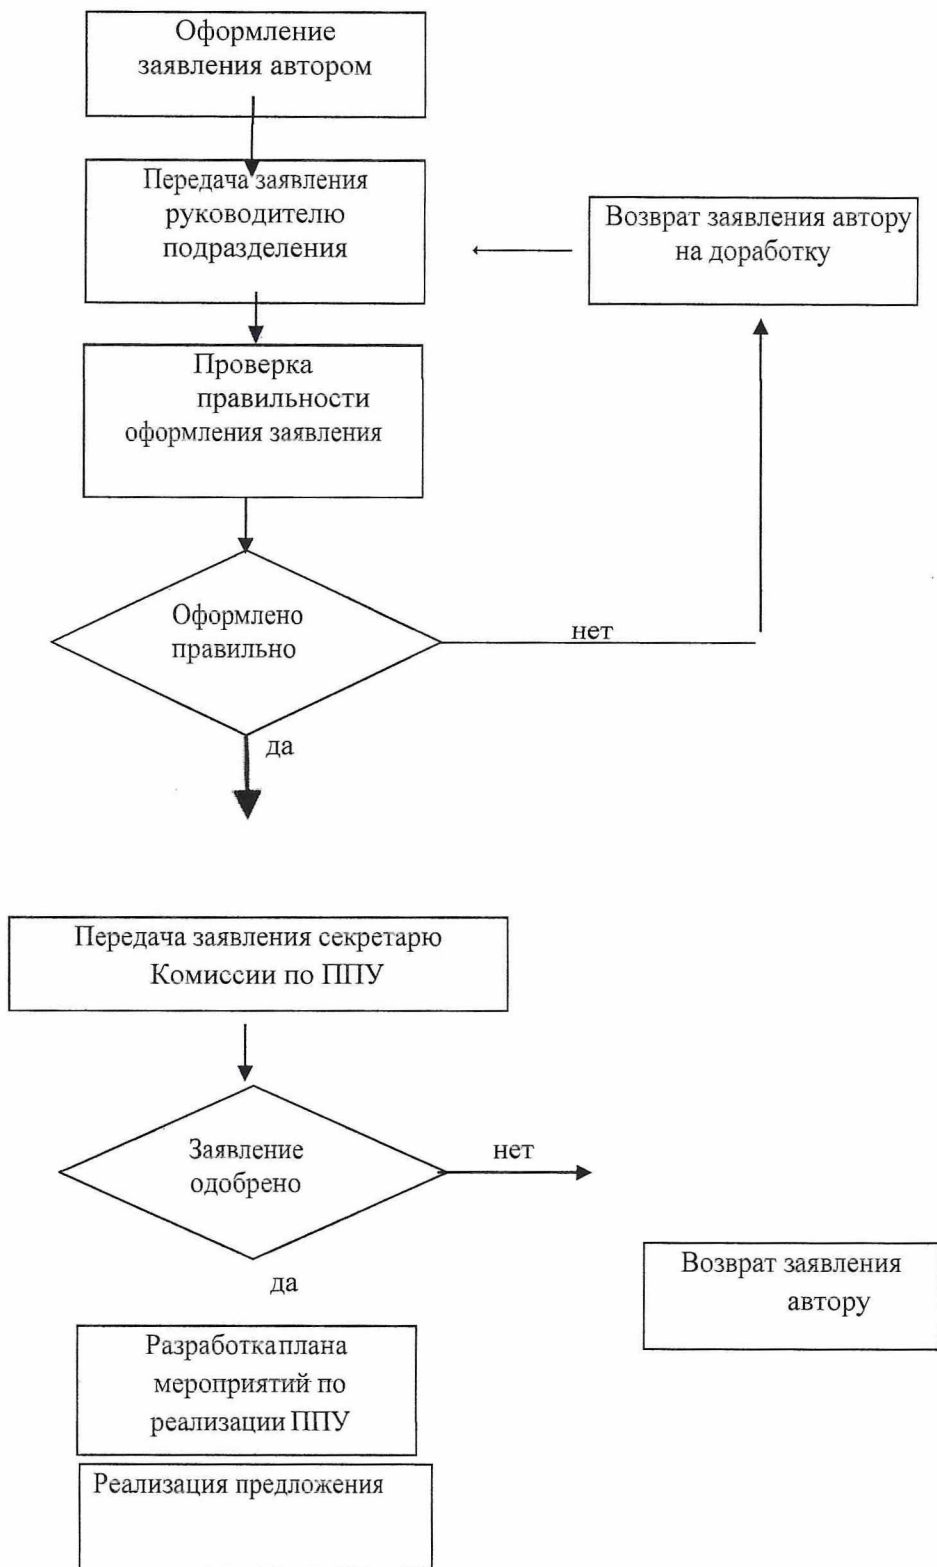 Оформление
заявления автором
Передача заявления
руководителю
подразделения
Возврат заявления автору
на доработку
Проверка
правильности
оформления заявления
Оформлено
правильно
нет
да
Передача заявления секретарю
Комиссии по ППУ
Заявление
одобрено
нет
да
Возврат заявления
автору
Разработка плана
мероприятий по
реализации ППУ
Реализация предложения